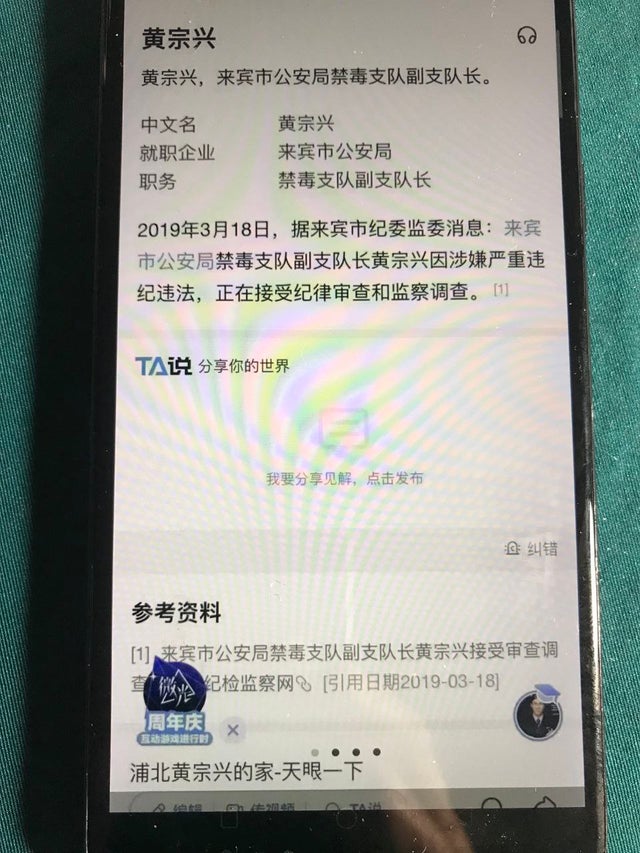 黄宗兴
黄宗兴，来宾市公安局禁毒支队副支队长。
中文名 黄宗兴
就职企业 来宾市公安局
职务 禁毒支队副支队长
2019年3月18日，据来宾市纪委监委消息：来宾
市公安局禁毒支队副支队长黄宗兴因涉嫌严重违
纪违法，正在接受纪律审查和监察调查。[1]
TA说 分享你的世界
我要分享见解，点击发布
纠错
参考资料
[1] 来宾市公安局禁毒支队副支队长黄宗兴接受审查调
查 纪检监察网 [引用日期2019-03-18]
微光
周年庆
互动游戏进行时
浦北黄宗兴的家-天眼一下
编辑 传视频 TA说